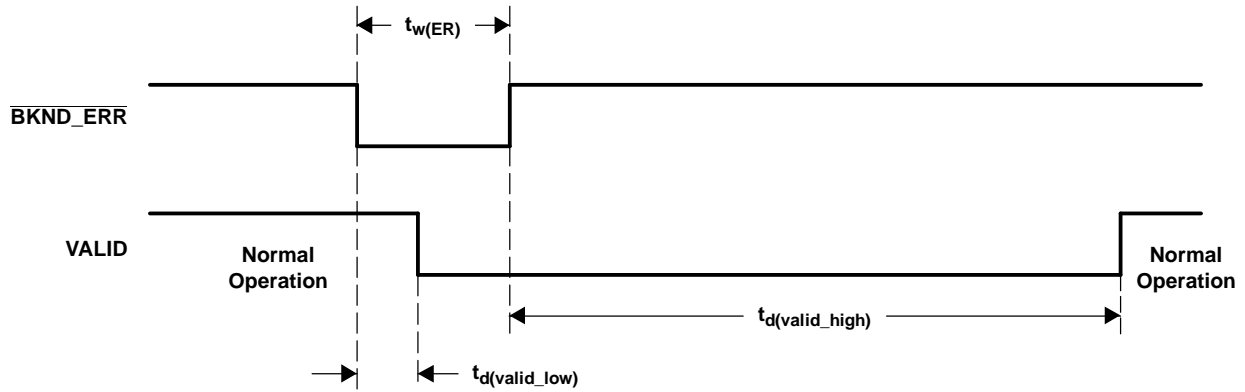 tw(ER)
BKND_ERR
VALID
Normal
Operation
Normal
Operation
td(valid_high)
td(valid_low)